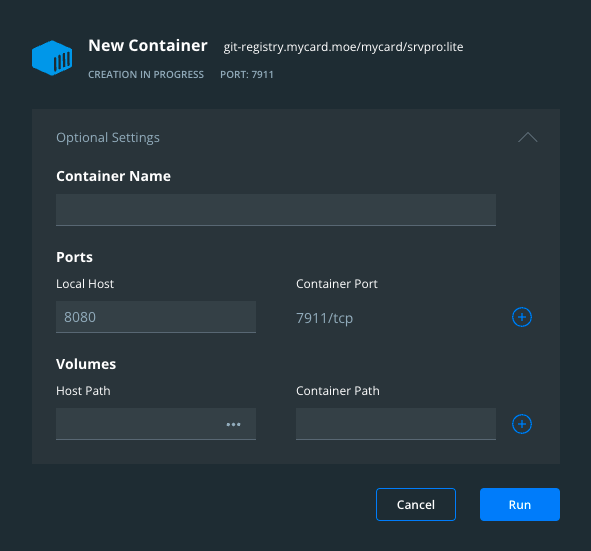 New Container git-registry.mycard.moe/mycard/srvpro:lite
CREATION IN PROGRESS PORT: 7911
Optional Settings
Container Name
Ports
Local Host Container Port
8080 7911/tcp
Volumes
Host Path Container Path
Cancel Run